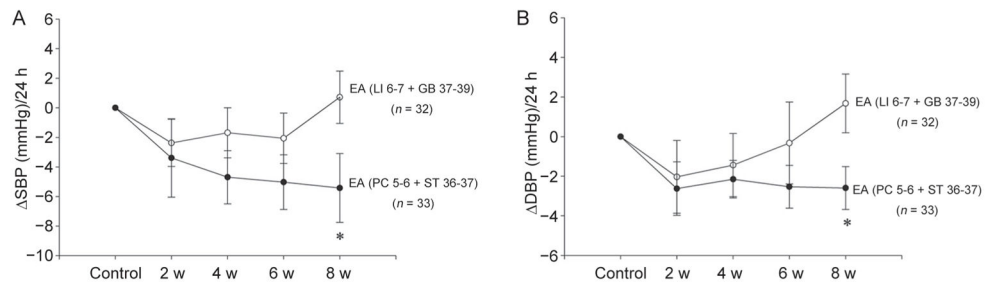 A
ΔSBP (mmHg)/24 h
6
4
2
0
−2
−4
−6
−8
−10
EA (LI 6-7 + GB 37-39)
(n = 32)
EA (PC 5-6 + ST 36-37)
(n = 33)
*
Control 2 w 4 w 6 w 8 w
B
ΔDBP (mmHg)/24 h
6
4
2
0
−2
−4
−6
EA (LI 6-7 + GB 37-39)
(n = 32)
EA (PC 5-6 + ST 36-37)
(n = 33)
*
Control 2 w 4 w 6 w 8 w